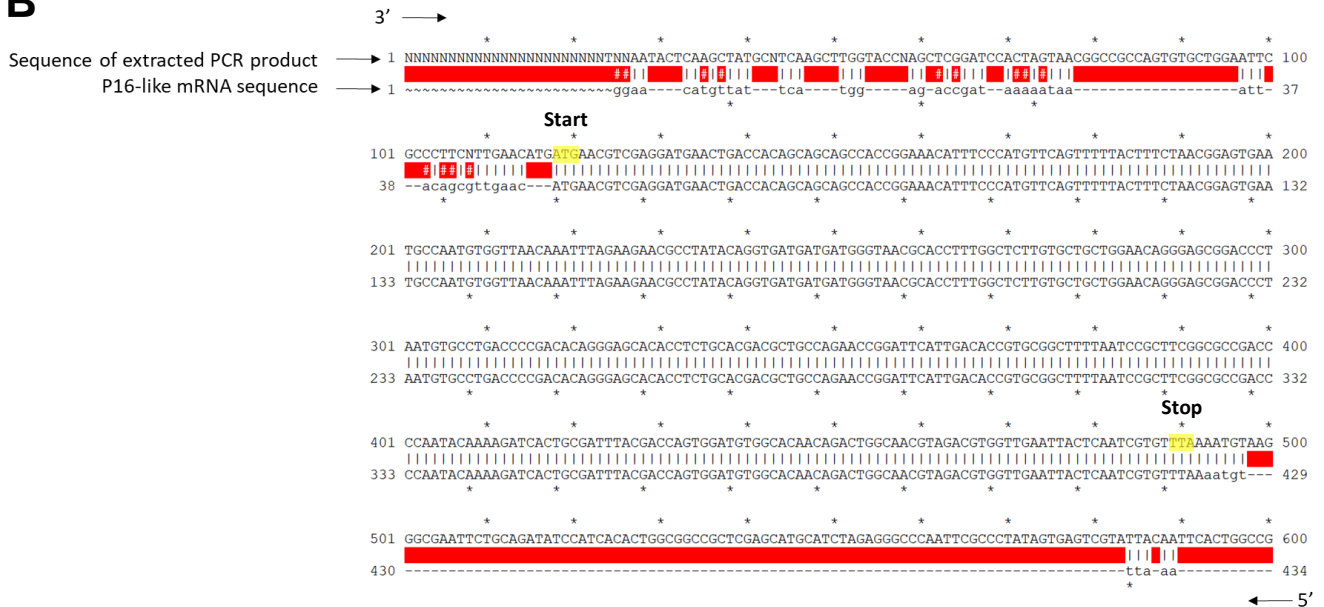 B
3’
Sequence of extracted PCR product 1 NNNNNNNNNNNNNNNNNNNNNNNNTNNAATACTCAAGCTATGCNTCAAGCTTGGTACCNAGCTCGGATCCACTAGTAACGGCCGCCAGTGTGCTGGAATTC 100
P16-like mRNA sequence 1 ~~~~~~~~~~~~~~~~~~~~~~~~ggaa----catgttat---tca---tgg-----ag-accgat--aaaaataa-------------------att- 37
Start
101 GCCCTTCNTTGAACATGATGAACGTCGAGGATGAACTGACCACAGCAGCAGCCACCGGAAACATTTCCCATGTTCAGTTTTTACTTTCTAACGGAGTGAA 200
38 --acagcgttgaac---ATGAACGTCGAGGATGAACTGACCACAGCAGCAGCCACCGGAAACATTTCCCATGTTCAGTTTTTACTTTCTAACGGAGTGAA 132
201 TGCCAATGTGGTTAACAAATTTAGAAGAACGCCTATACAGGTGATGATGATGGGTAACGCACCTTTGGCTCTTGTGCTGCTGGAACAGGGAGCGGACCCT 300
133 TGCCAATGTGGTTAACAAATTTAGAAGAACGCCTATACAGGTGATGATGATGGGTAACGCACCTTTGGCTCTTGTGCTGCTGGAACAGGGAGCGGACCCT 232
301 AATGTGCCTGACCCCGACACAGGGAGCACACCTCTGCACGACGCTGCCAGAACCGGATTCATTGACACCGTGCGGCTTTTAATCCGCTTCGGCGCCGACC 400
233 AATGTGCCTGACCCCGACACAGGGAGCACACCTCTGCACGACGCTGCCAGAACCGGATTCATTGACACCGTGCGGCTTTTAATCCGCTTCGGCGCCGACC 332
Stop
401 CCAATACAAAAGATCACTGCGATTTACGACCAGTGGATGTGGCACAACAGACTGGCAACGTAGACGTGGTTGAATTACTCAATCGTGTTTAAAATGTAAG 500
333 CCAATACAAAAGATCACTGCGATTTACGACCAGTGGATGTGGCACAACAGACTGGCAACGTAGACGTGGTTGAATTACTCAATCGTGTTTAAaatgt--- 429
501 GGCGAATTCTGCAGATATCCATCACACTGGCGGCCGCTCGAGCATGCATCTAGAGGGCCCAATTCGCCCTATAGTGAGTCGTATTACAATTCACTGGCCG 600
430 -----------------------------------------------------------------------------------tta-aa----------- 434
5’